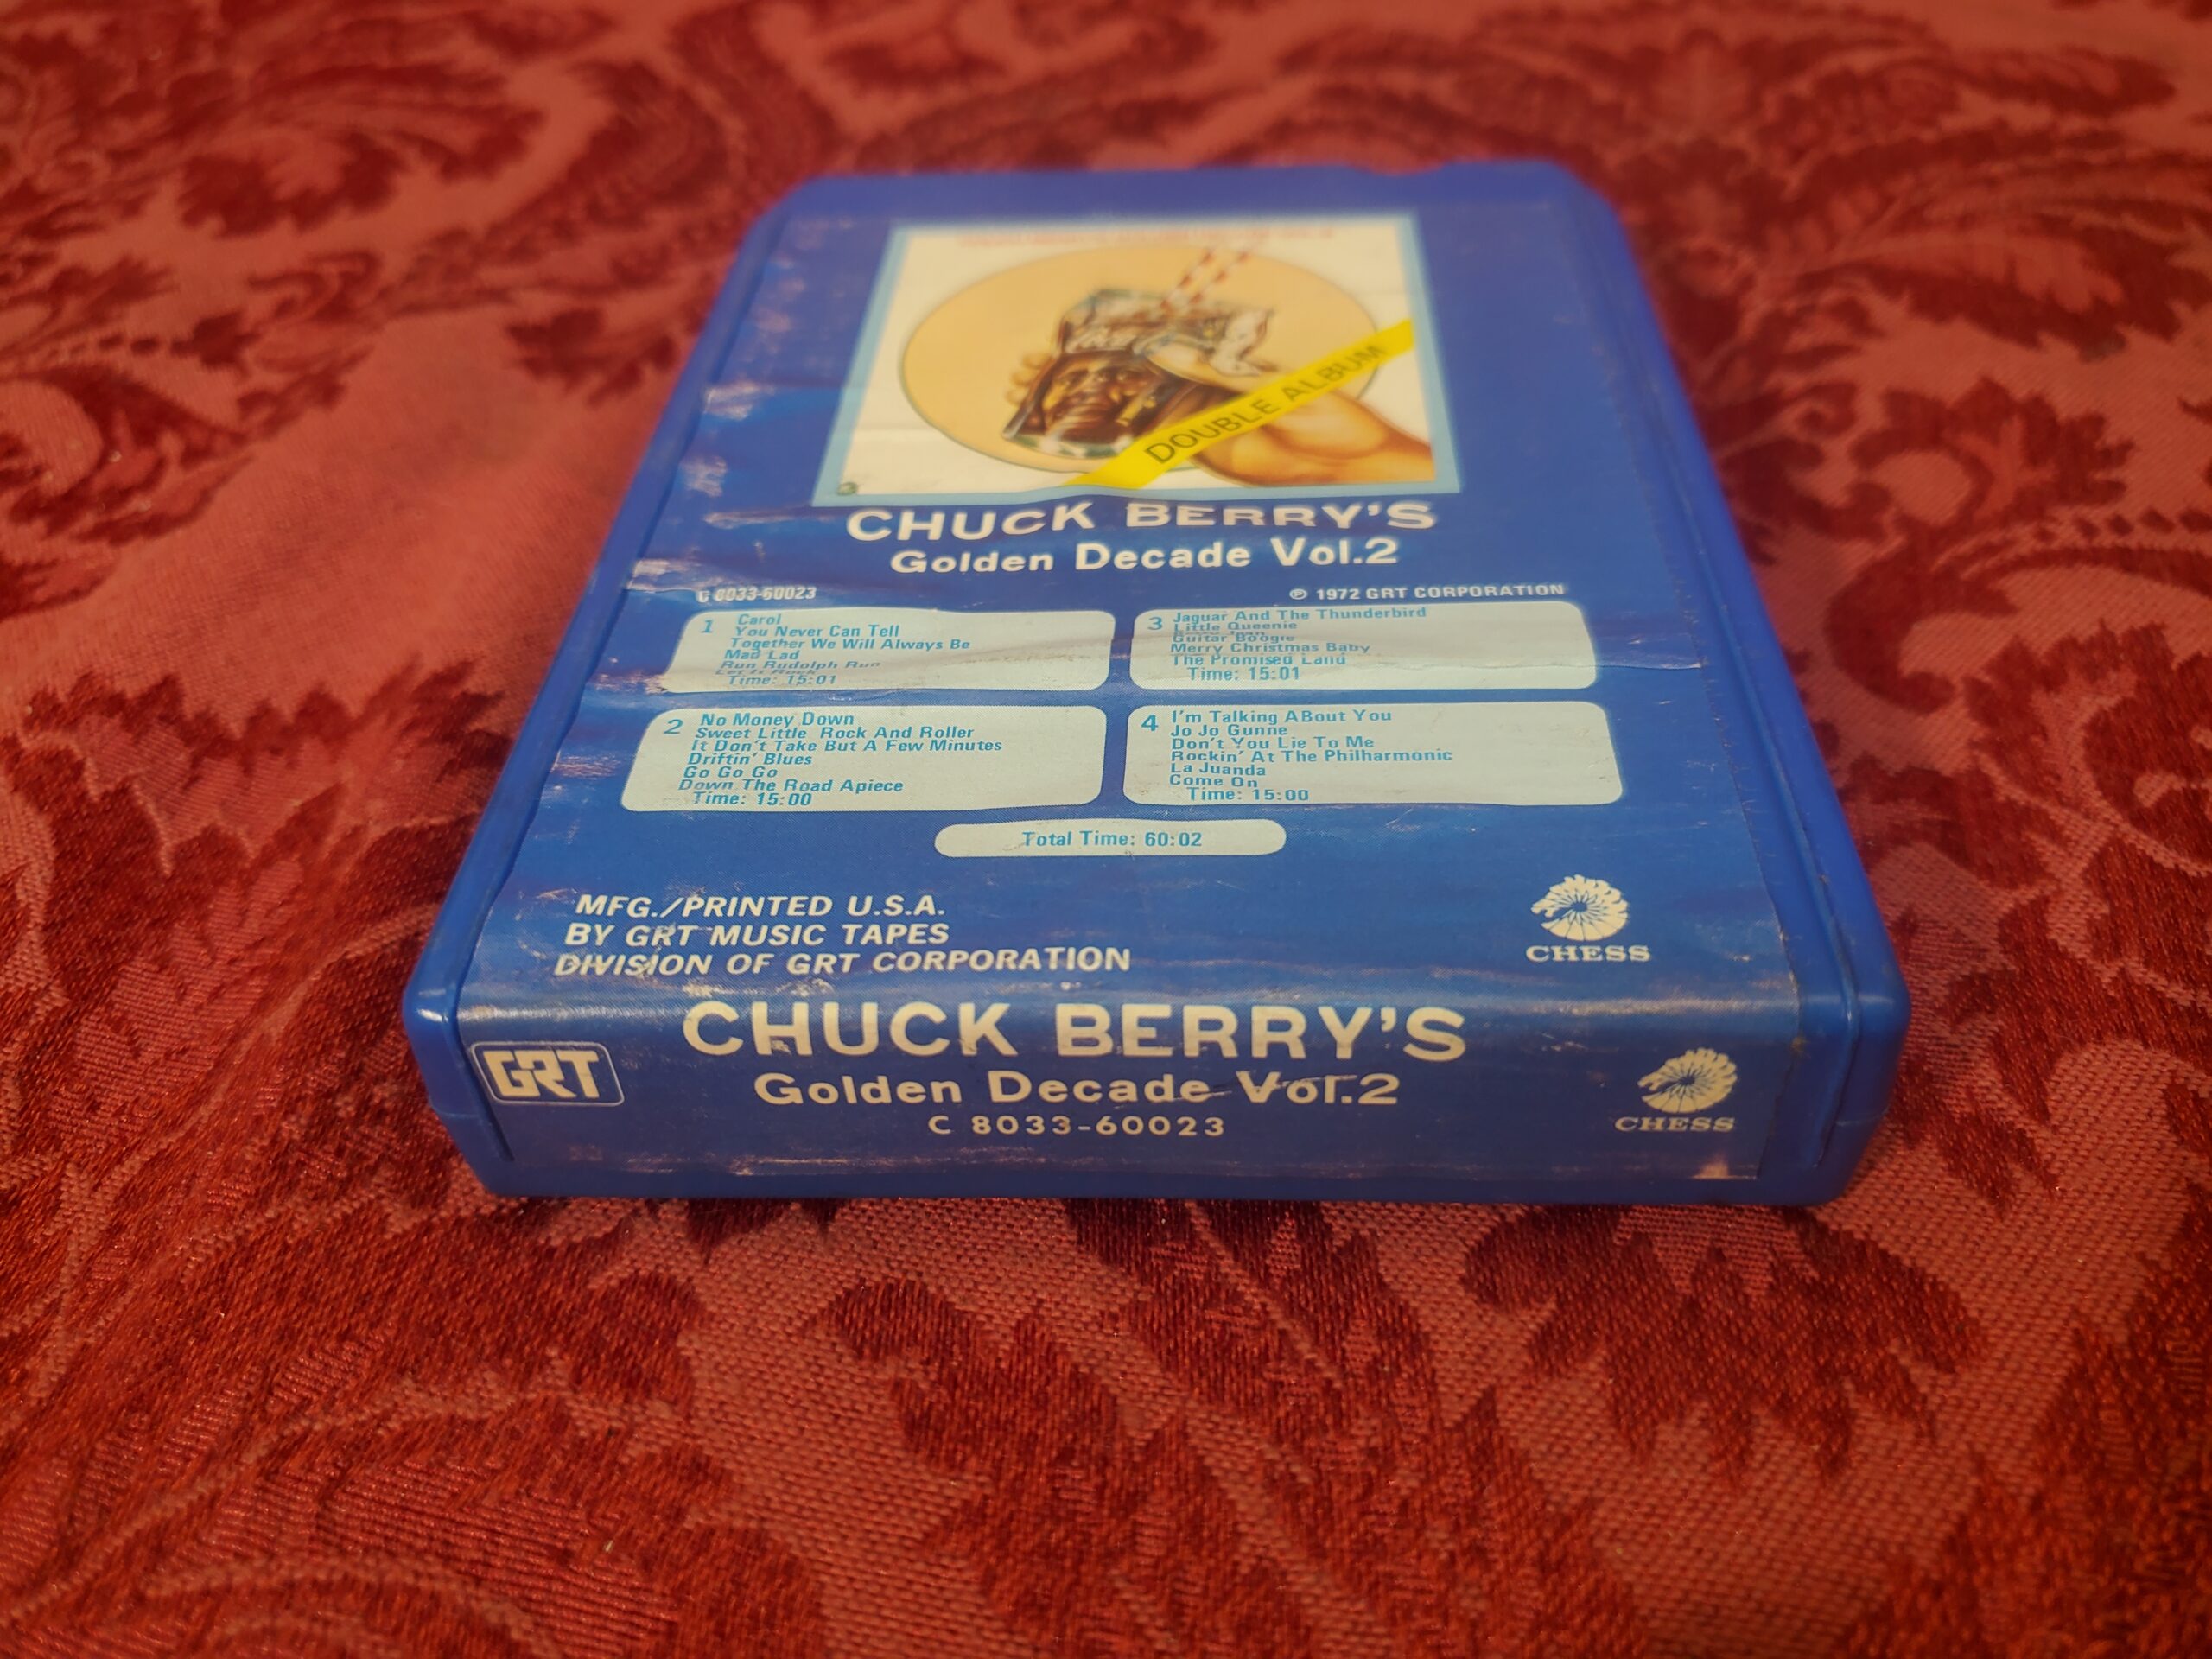 DOUBLE ALBUM
CHUCK BERRY'S
Golden Decade Vol.2
C 8033-60023
℗ 1972 GRT CORPORATION
1
Carol
You Never Can Tell
Together We Will Always Be
Mad Lad
Run Rudolph Run
Time: 15:01
3
Jaguar And The Thunderbird
Little Queenie
Guitar Boogie
Merry Christmas Baby
The Promised Land
Time: 15:01
2
No Money Down
Sweet Little Rock And Roller
It Don't Take But A Few Minutes
Driftin' Blues
Go Go Go
Down The Road Apiece
Time: 15:00
4
I'm Talking ABout You
Jo Jo Gunne
Don't You Lie To Me
Rockin' At The Philharmonic
La Juanda
Come On
Time: 15:00
Total Time: 60:02
MFG./PRINTED U.S.A.
BY GRT MUSIC TAPES
DIVISION OF GRT CORPORATION
CHESS
GRT
CHUCK BERRY'S
Golden Decade Vol.2
C 8033-60023
CHESS